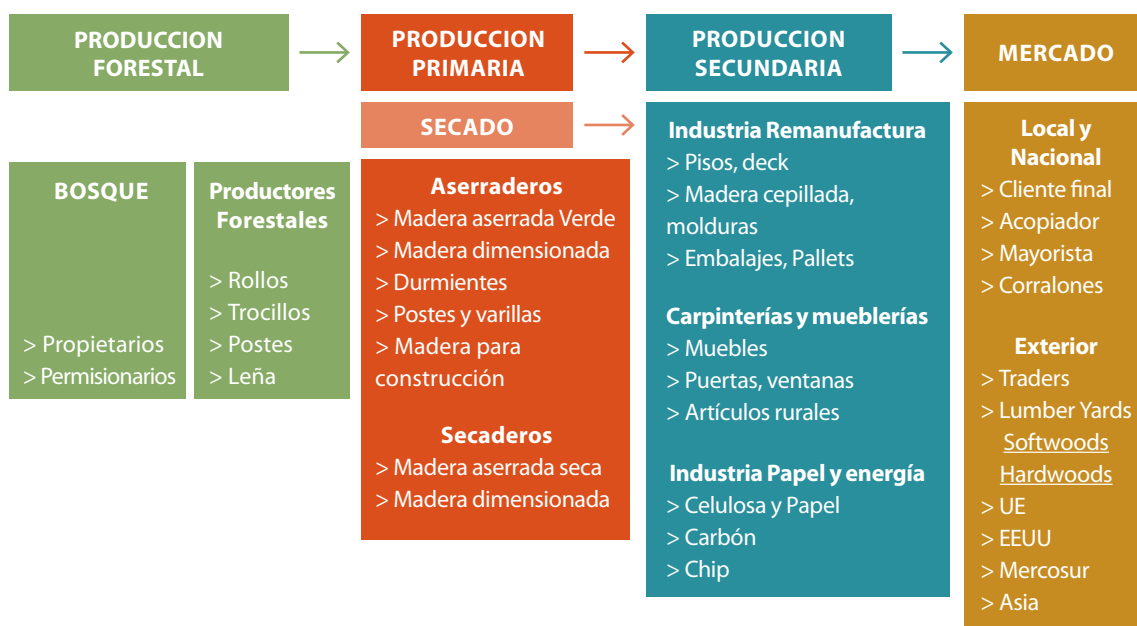 PRODUCCION
FORESTAL
PRODUCCION
PRIMARIA
PRODUCCION
SECUNDARIA
MERCADO
SECADO
BOSQUE
> Propietarios
> Permisionarios
Productores
Forestales
> Rollos
> Trocillos
> Postes
> Leña
Aserraderos
> Madera aserrada Verde
> Madera dimensionada
> Durmientes
> Postes y varillas
> Madera para
construcción
Secaderos
> Madera aserrada seca
> Madera dimensionada
Industria Remanufactura
> Pisos, deck
> Madera cepillada,
molduras
> Embalajes, Pallets
Carpinterías y mueblerías
> Muebles
> Puertas, ventanas
> Artículos rurales
Industria Papel y energía
> Celulosa y Papel
> Carbón
> Chip
Local y
Nacional
> Cliente final
> Acopiador
> Mayorista
> Corralones
Exterior
> Traders
> Lumber Yards
Softwoods
Hardwoods
> UE
> EEUU
> Mercosur
> Asia